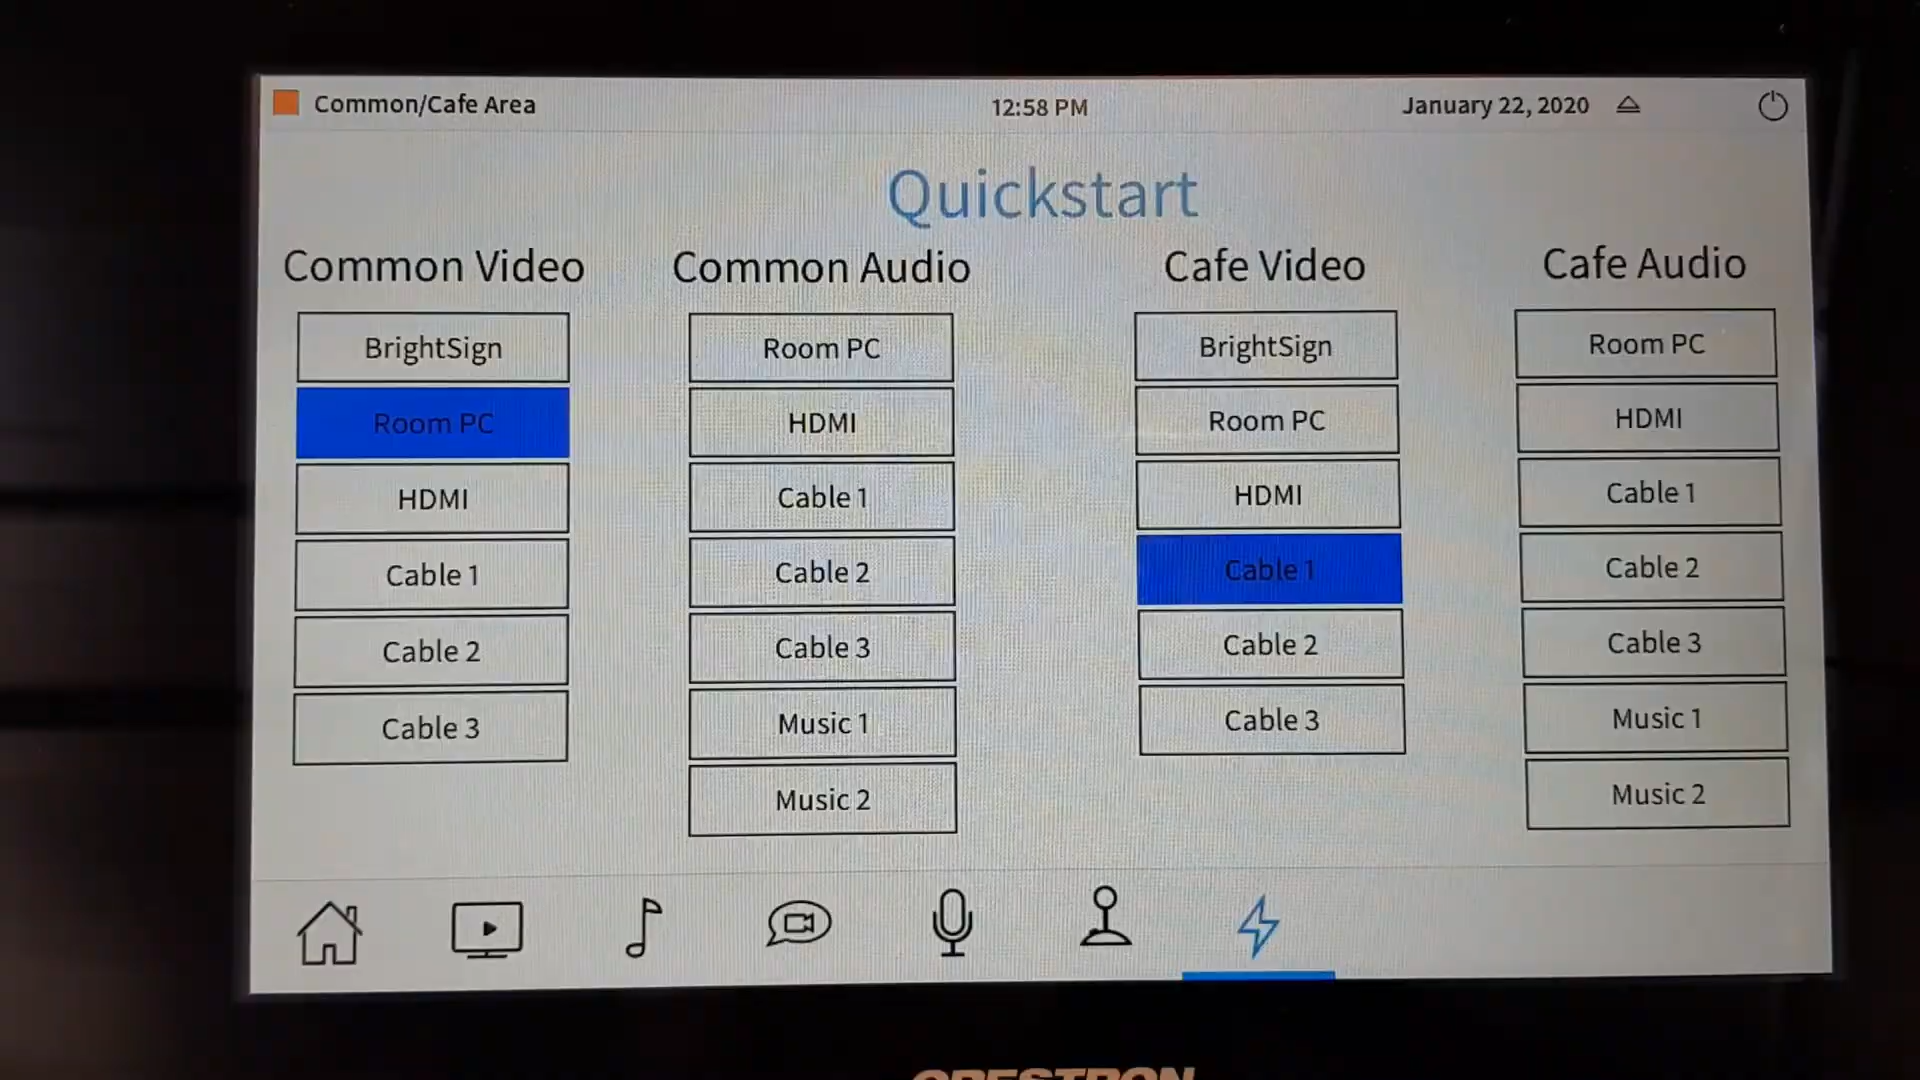 Common/Cafe Area
12:58 PM
January 22, 2020
Quickstart
Common Video
BrightSign
Room PC
HDMI
Cable 1
Cable 2
Cable 3
Common Audio
Room PC
HDMI
Cable 1
Cable 2
Cable 3
Music 1
Music 2
Cafe Video
BrightSign
Room PC
HDMI
Cable 1
Cable 2
Cable 3
Cafe Audio
Room PC
HDMI
Cable 1
Cable 2
Cable 3
Music 1
Music 2
CRESTRON